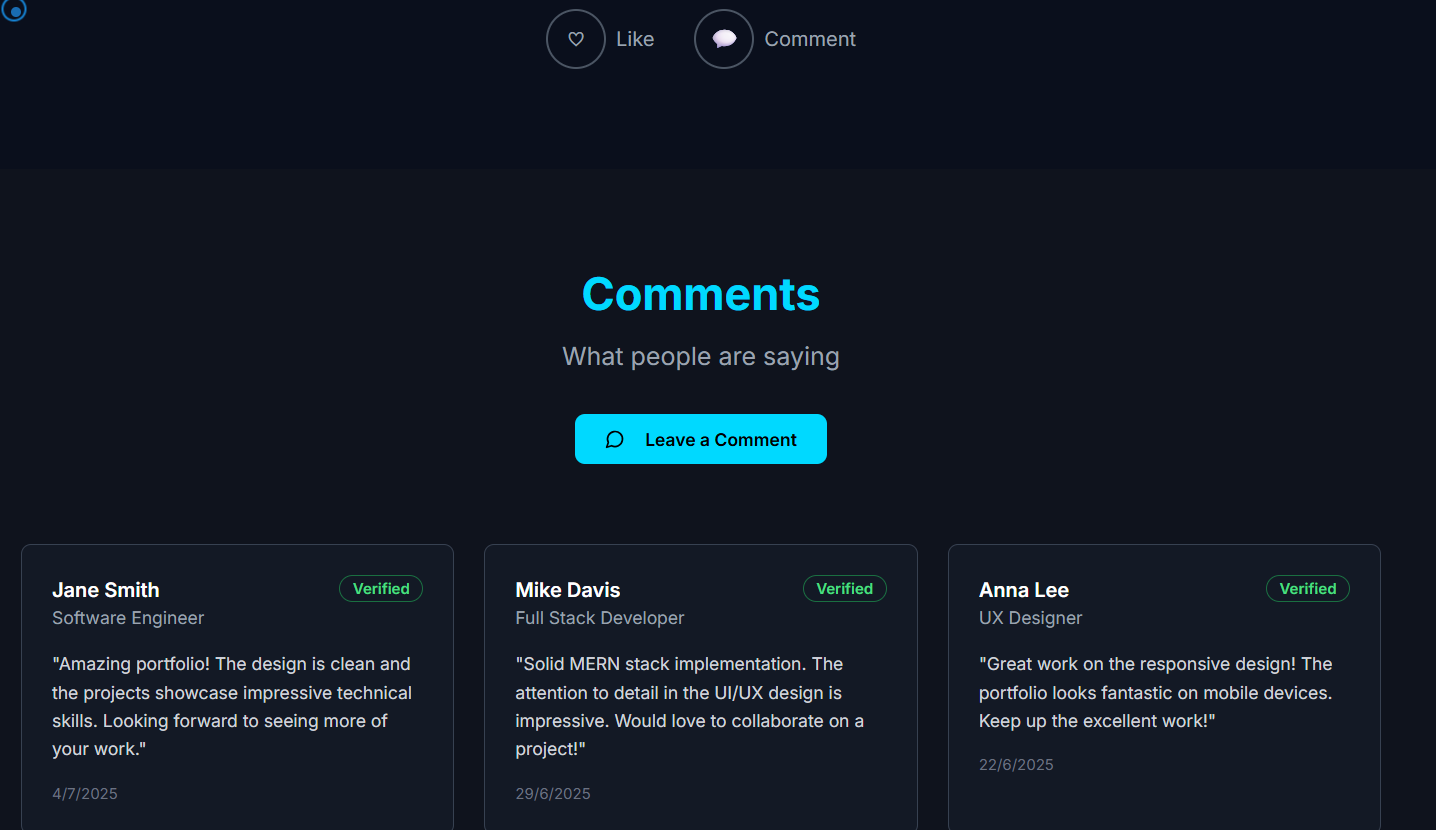 Like
Comment
Comments
What people are saying
Leave a Comment
Jane Smith
Verified
Software Engineer
"Amazing portfolio! The design is clean and
the projects showcase impressive technical
skills. Looking forward to seeing more of
your work."
4/7/2025
Mike Davis
Verified
Full Stack Developer
"Solid MERN stack implementation. The
attention to detail in the UI/UX design is
impressive. Would love to collaborate on a
project!"
29/6/2025
Anna Lee
Verified
UX Designer
"Great work on the responsive design! The
portfolio looks fantastic on mobile devices.
Keep up the excellent work!"
22/6/2025